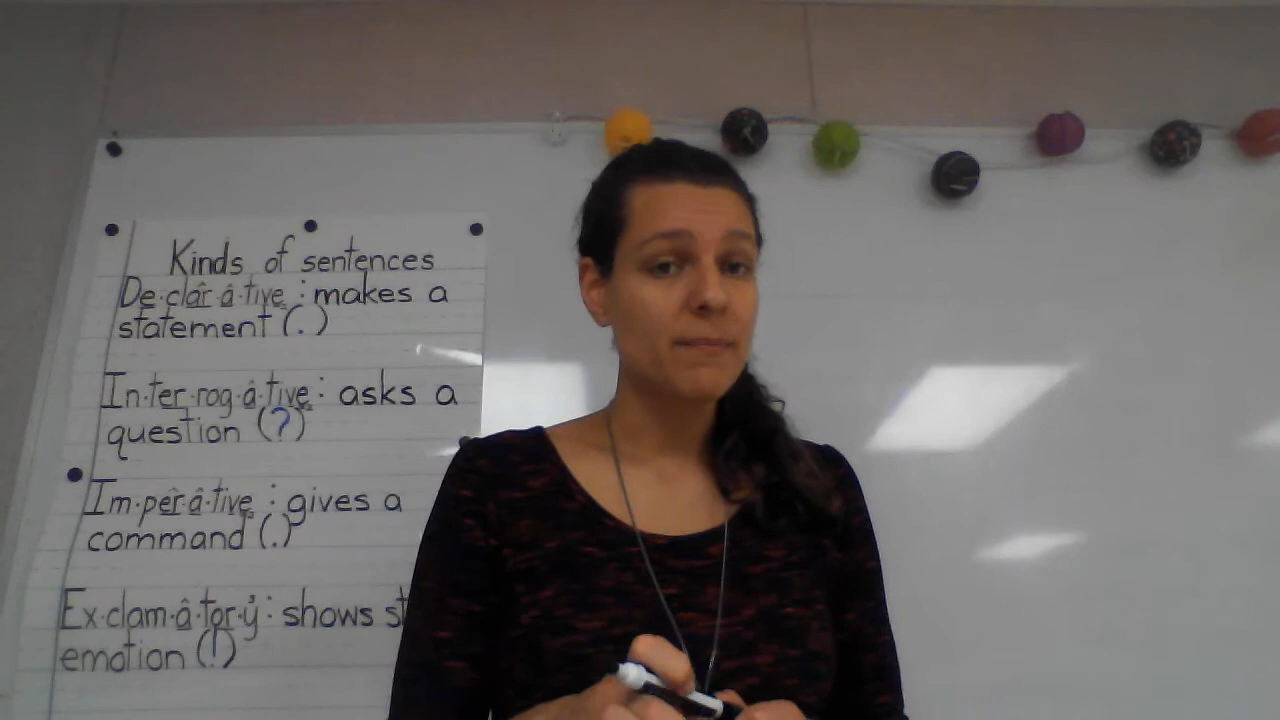 Kinds of sentences
De·clar·a·tive : makes a
statement (.)
In·ter·rog·a·tive : asks a
question (?)
Im·per·a·tive : gives a
command (.)
Ex·clam·a·tor·y : shows
emotion (!)